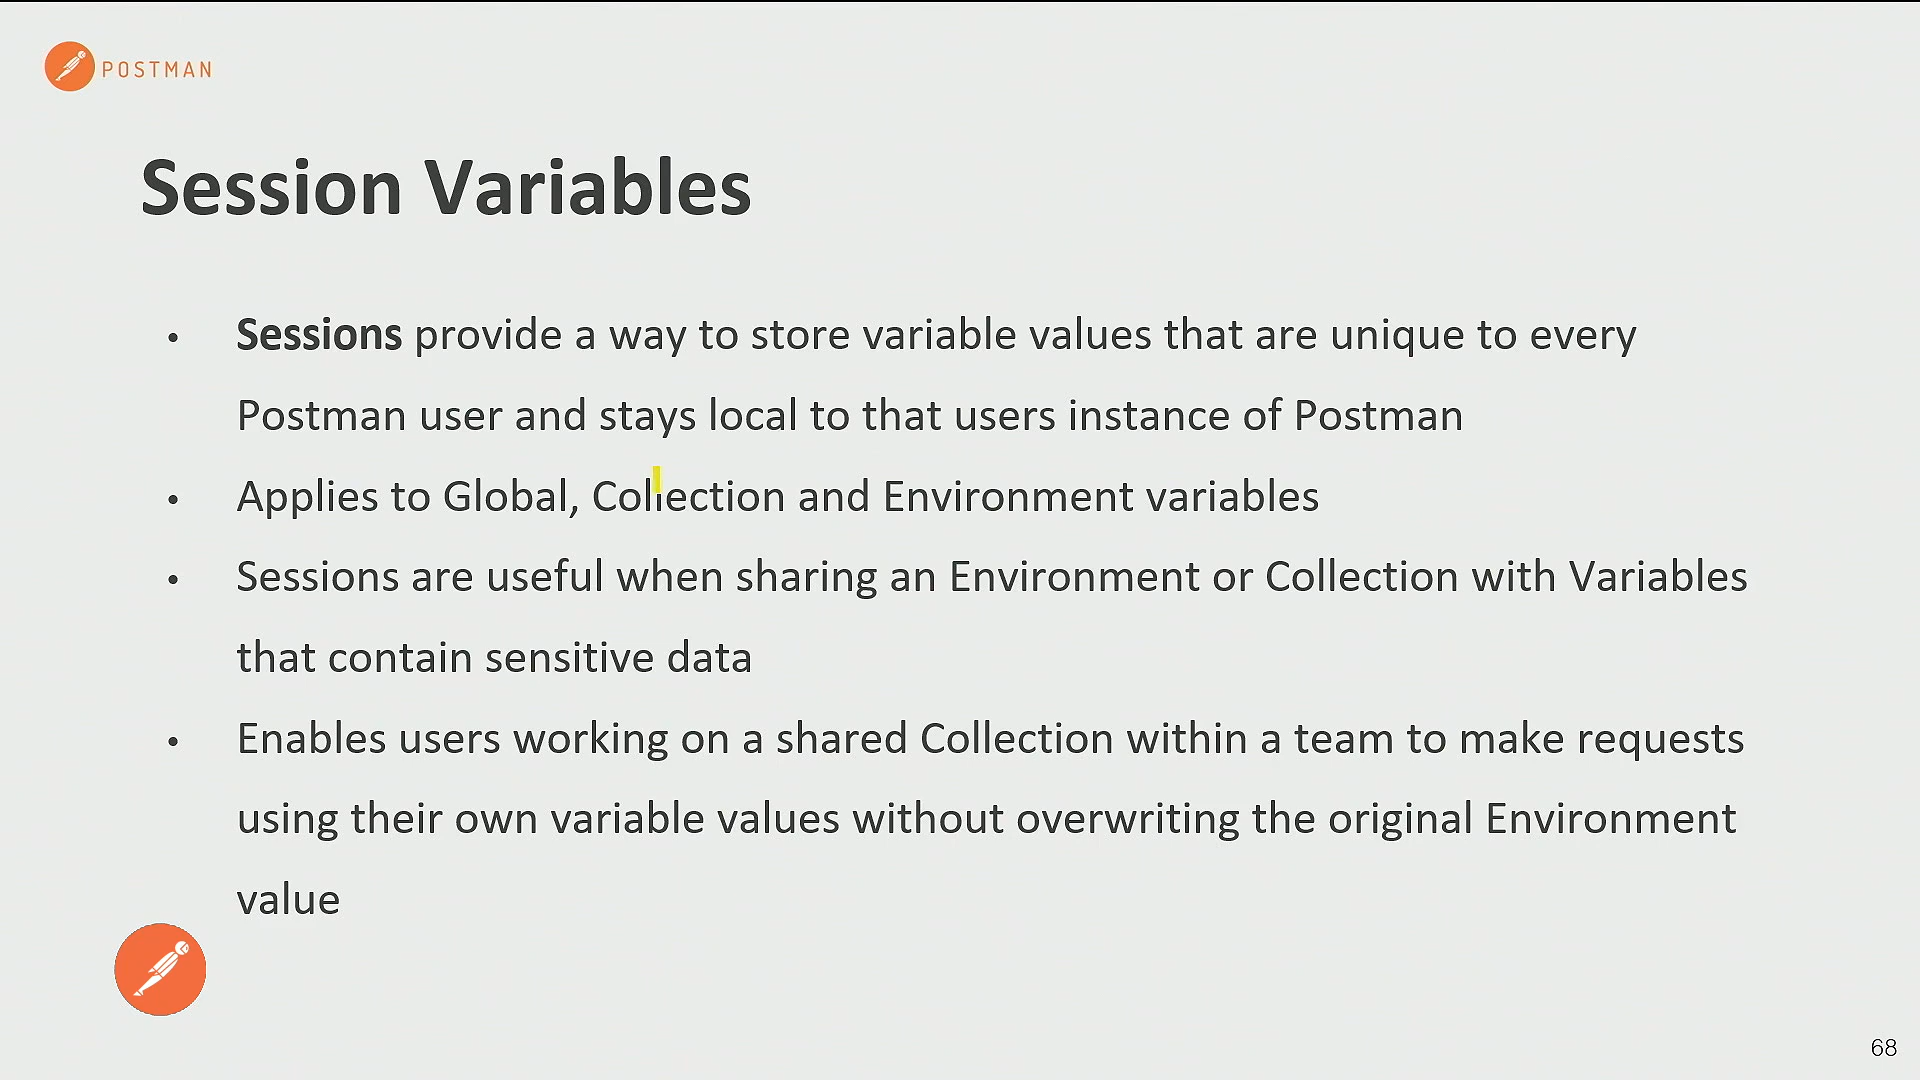 POSTMAN
Session Variables
• Sessions provide a way to store variable values that are unique to every
Postman user and stays local to that users instance of Postman
• Applies to Global, Collection and Environment variables
• Sessions are useful when sharing an Environment or Collection with Variables
that contain sensitive data
• Enables users working on a shared Collection within a team to make requests
using their own variable values without overwriting the original Environment
value
68